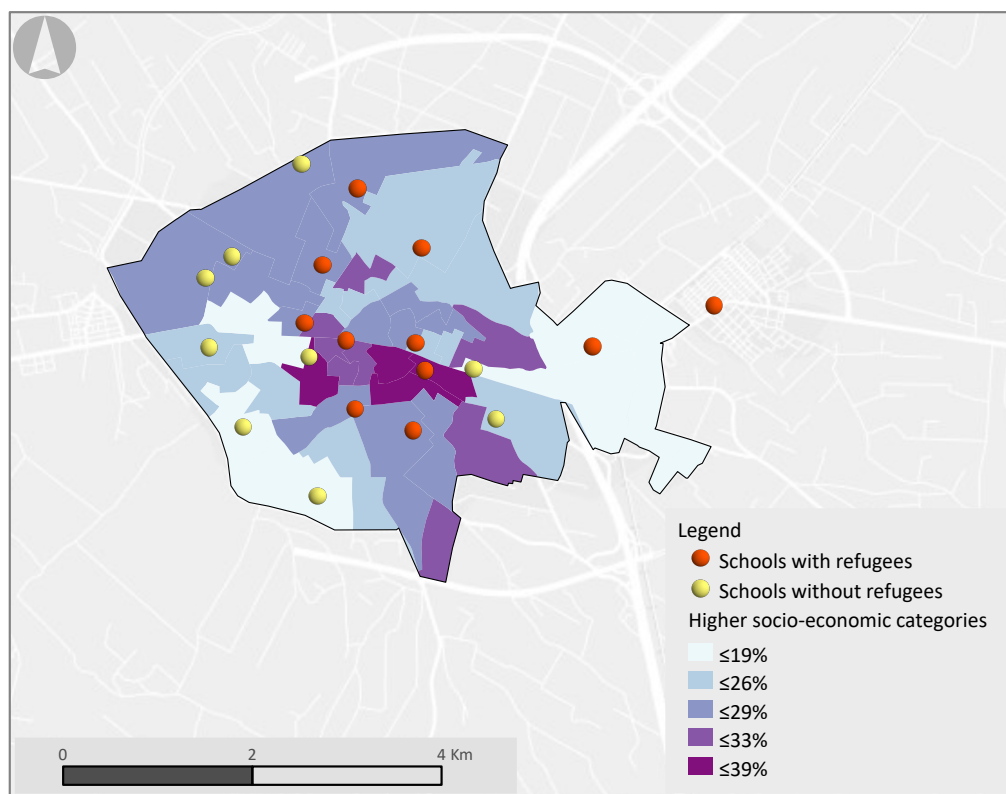 Legend
Schools with refugees
Schools without refugees
Higher socio-economic categories
≤19%
≤26%
≤29%
≤33%
≤39%
0 2 4 Km